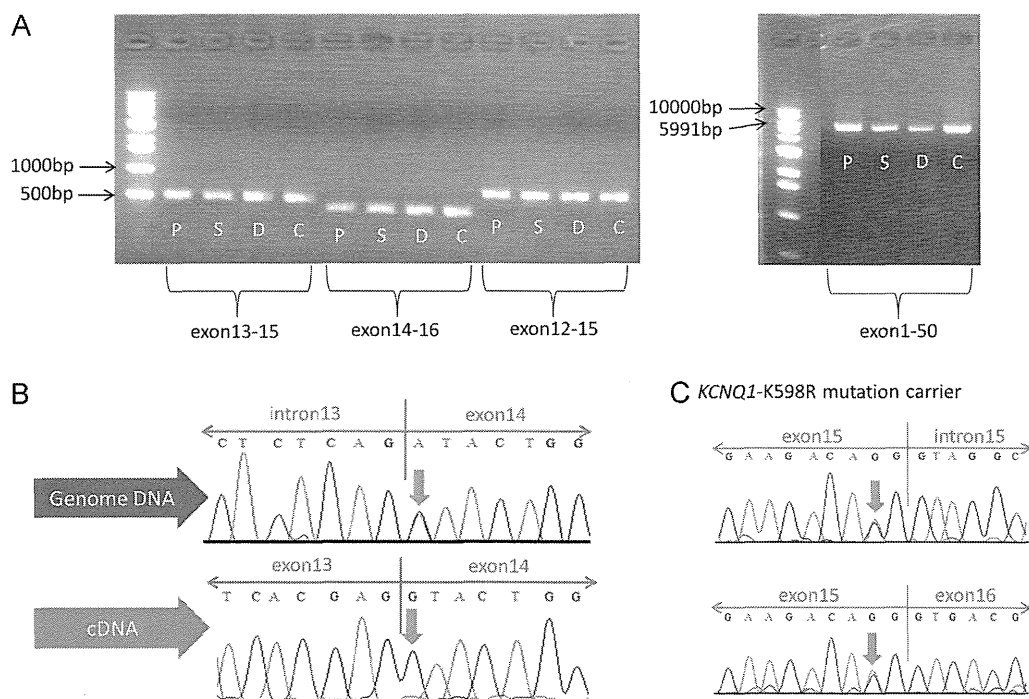 A
1000bp
500bp
P S D C
P S D C
P S D C
exon13-15
exon14-16
exon12-15
10000bp
5991bp
P S D C
exon1-50
B
intron13 exon14
C T C T C A G A T A C T G G
Genome DNA
exon13 exon14
T C A C G A G G T A C T G G
cDNA
C KCNQ1-K598R mutation carrier
exon15 intron15
G A A G A C A G G G T A G G C
exon15 exon16
G A A G A C A G G G T G A C G